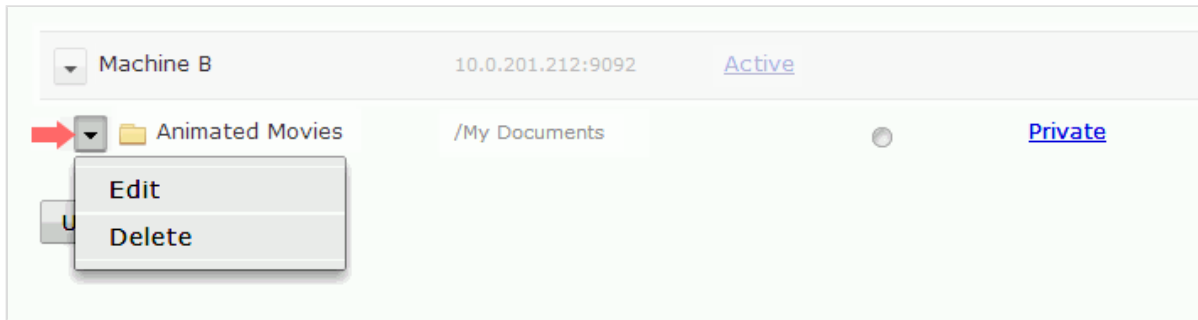 Machine B 10.0.201.212:9092 Active
Animated Movies /My Documents Private
Edit
U
Delete